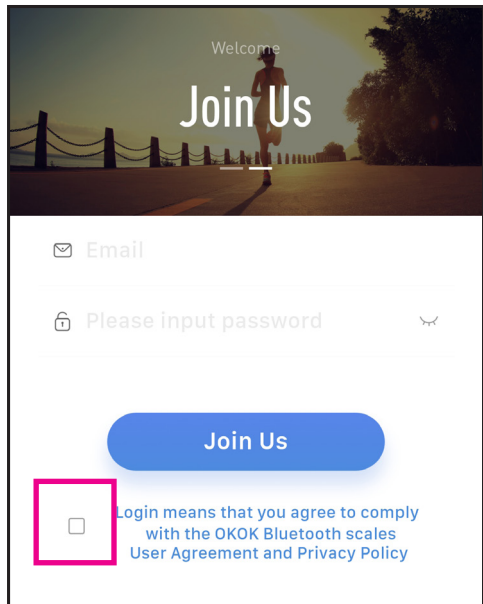 Welcome
Join Us
Email
Please input password
Join Us
Login means that you agree to comply
with the OKOK Bluetooth scales
User Agreement and Privacy Policy